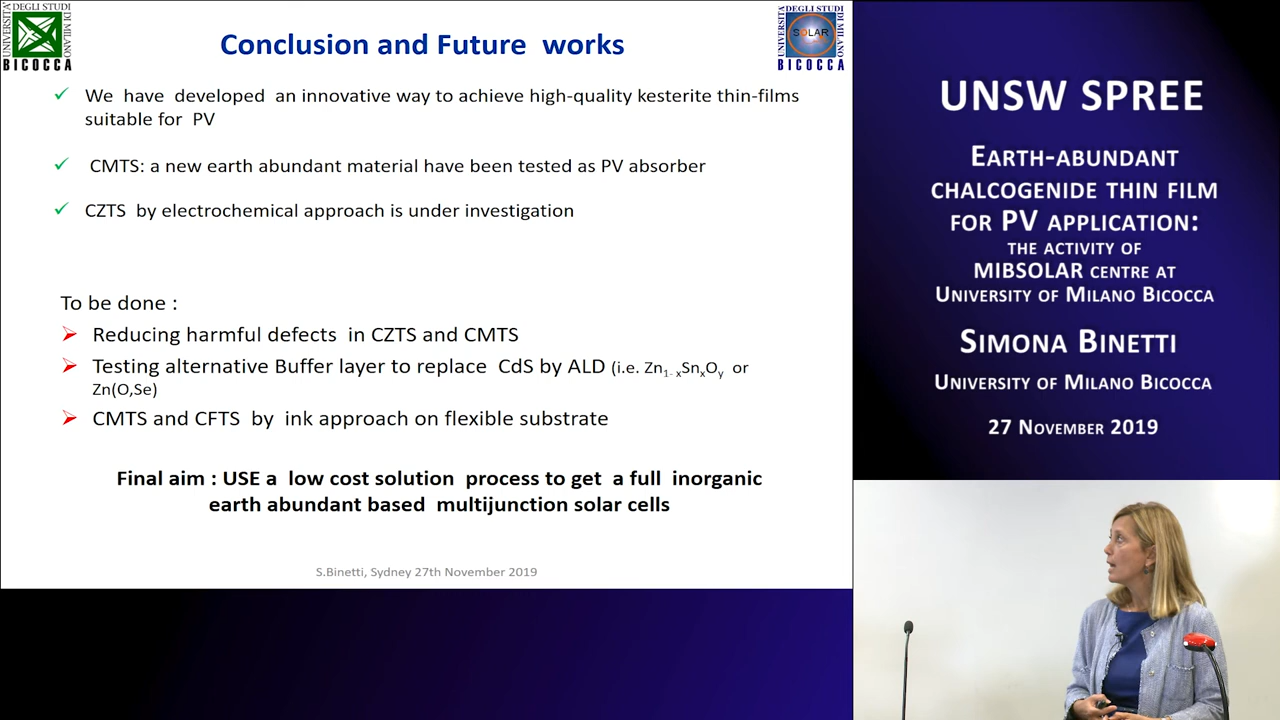 UNIVERSITÀ
DEGLI STUDI
DI MILANO
BICOCCA
Conclusion and Future works
UNIVERSITÀ
DEGLI STUDI
DI MILANO
SOLAR
BICOCCA
✓ We have developed an innovative way to achieve high-quality kesterite thin-films
suitable for PV
✓ CMTS: a new earth abundant material have been tested as PV absorber
✓ CZTS by electrochemical approach is under investigation
To be done :
➢ Reducing harmful defects in CZTS and CMTS
➢ Testing alternative Buffer layer to replace CdS by ALD (i.e. Zn1-xSnxOy or
Zn(O,Se)
➢ CMTS and CFTS by ink approach on flexible substrate
Final aim : USE a low cost solution process to get a full inorganic
earth abundant based multijunction solar cells
S.Binetti, Sydney 27th November 2019
UNSW SPREE
EARTH-ABUNDANT
CHALCOGENIDE THIN FILM
FOR PV APPLICATION:
THE ACTIVITY OF
MIBSOLAR CENTRE AT
UNIVERSITY OF MILANO BICOCCA
SIMONA BINETTI
UNIVERSITY OF MILANO BICOCCA
27 NOVEMBER 2019